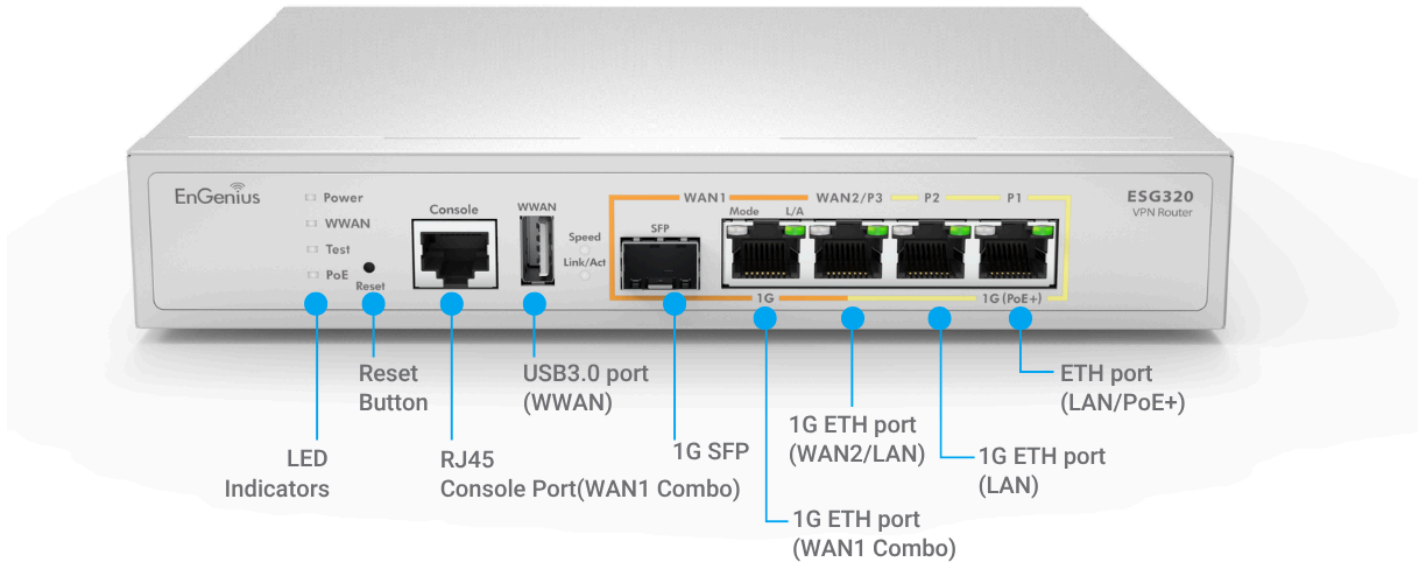 EnGenius
Power
WWAN
Test
PoE
Reset
Console
WWAN
Speed
Link/Act
WAN1
SFP
Mode L/A
WAN2/P3
P2
P1
1G
1G (PoE+)
ESG320
VPN Router
LED
Indicators
Reset
Button
RJ45
Console Port(WAN1 Combo)
USB3.0 port
(WWAN)
1G SFP
1G ETH port
(WAN1 Combo)
1G ETH port
(WAN2/LAN)
1G ETH port
(LAN)
ETH port
(LAN/PoE+)